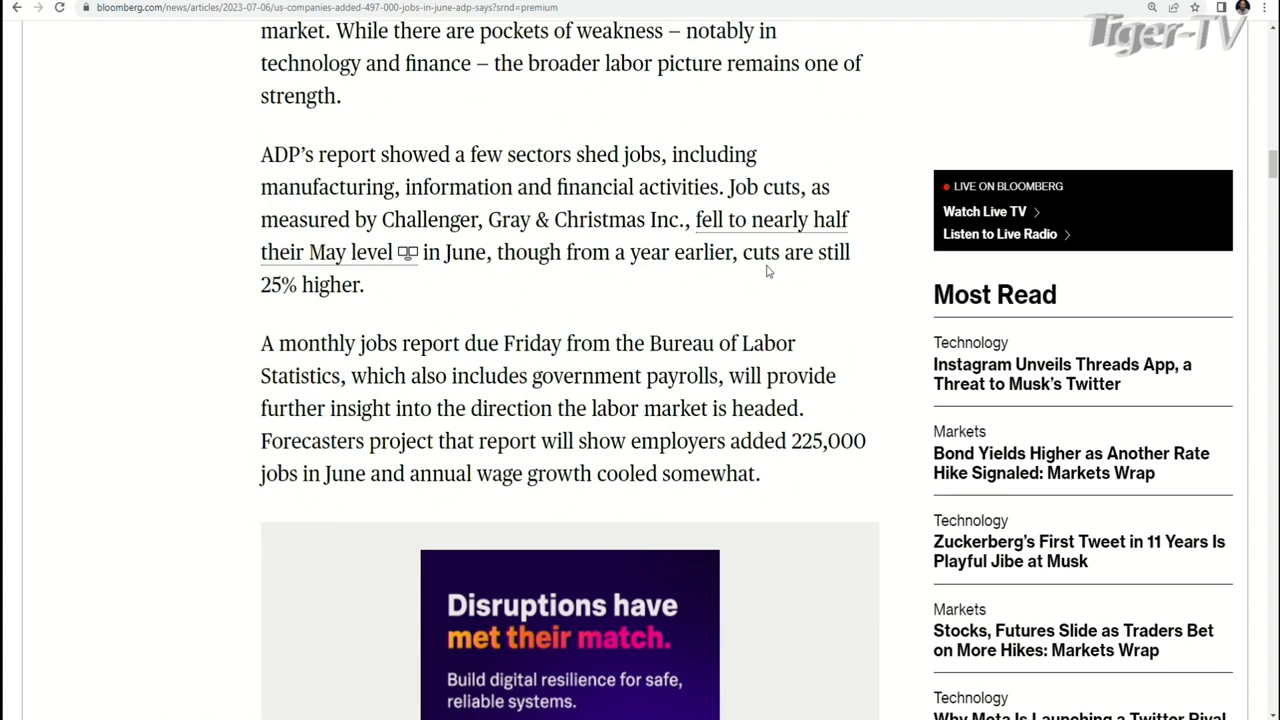 bloomberg.com/news/articles/2023-07-06/us-companies-added-497-000-jobs-in-june-adp-says?srnd=premium
Tiger-TV
market. While there are pockets of weakness – notably in
technology and finance – the broader labor picture remains one of
strength.
ADP’s report showed a few sectors shed jobs, including
manufacturing, information and financial activities. Job cuts, as
measured by Challenger, Gray & Christmas Inc., fell to nearly half
their May level in June, though from a year earlier, cuts are still
25% higher.
A monthly jobs report due Friday from the Bureau of Labor
Statistics, which also includes government payrolls, will provide
further insight into the direction the labor market is headed.
Forecasters project that report will show employers added 225,000
jobs in June and annual wage growth cooled somewhat.
Disruptions have
met their match.
Build digital resilience for safe,
reliable systems.
LIVE ON BLOOMBERG
Watch Live TV
Listen to Live Radio
Most Read
Technology
Instagram Unveils Threads App, a
Threat to Musk’s Twitter
Markets
Bond Yields Higher as Another Rate
Hike Signaled: Markets Wrap
Technology
Zuckerberg’s First Tweet in 11 Years Is
Playful Jibe at Musk
Markets
Stocks, Futures Slide as Traders Bet
on More Hikes: Markets Wrap
Technology
Why Meta Is Launching a Twitter Rival